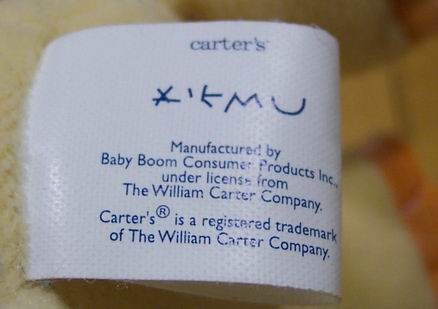 carter's
Manufactured by
Baby Boom Consumer Products Inc.,
under license from
The William Carter Company.
Carter's® is a registered trademark
of The William Carter Company.